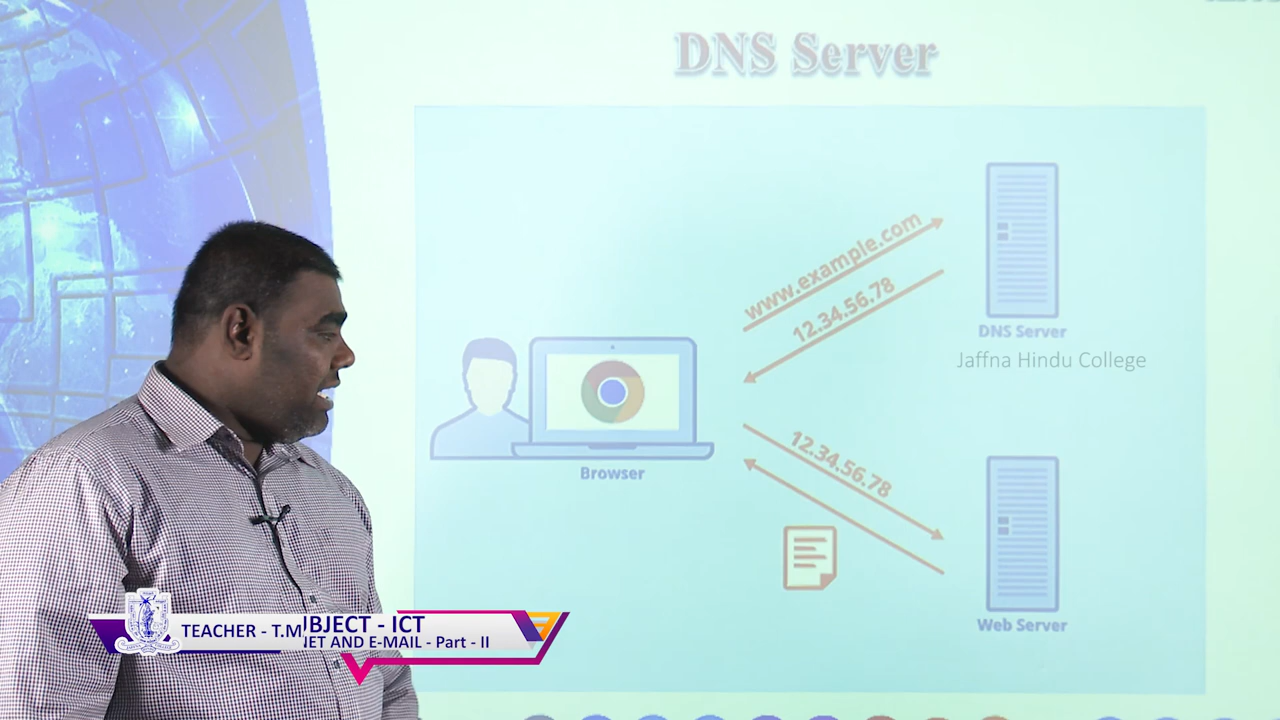 DNS Server
www.example.com
12.34.56.78
DNS Server
Jaffna Hindu College
Browser
12.34.56.78
Web Server
TEACHER - T.M
BJECT - ICT
ET AND E-MAIL - Part - II